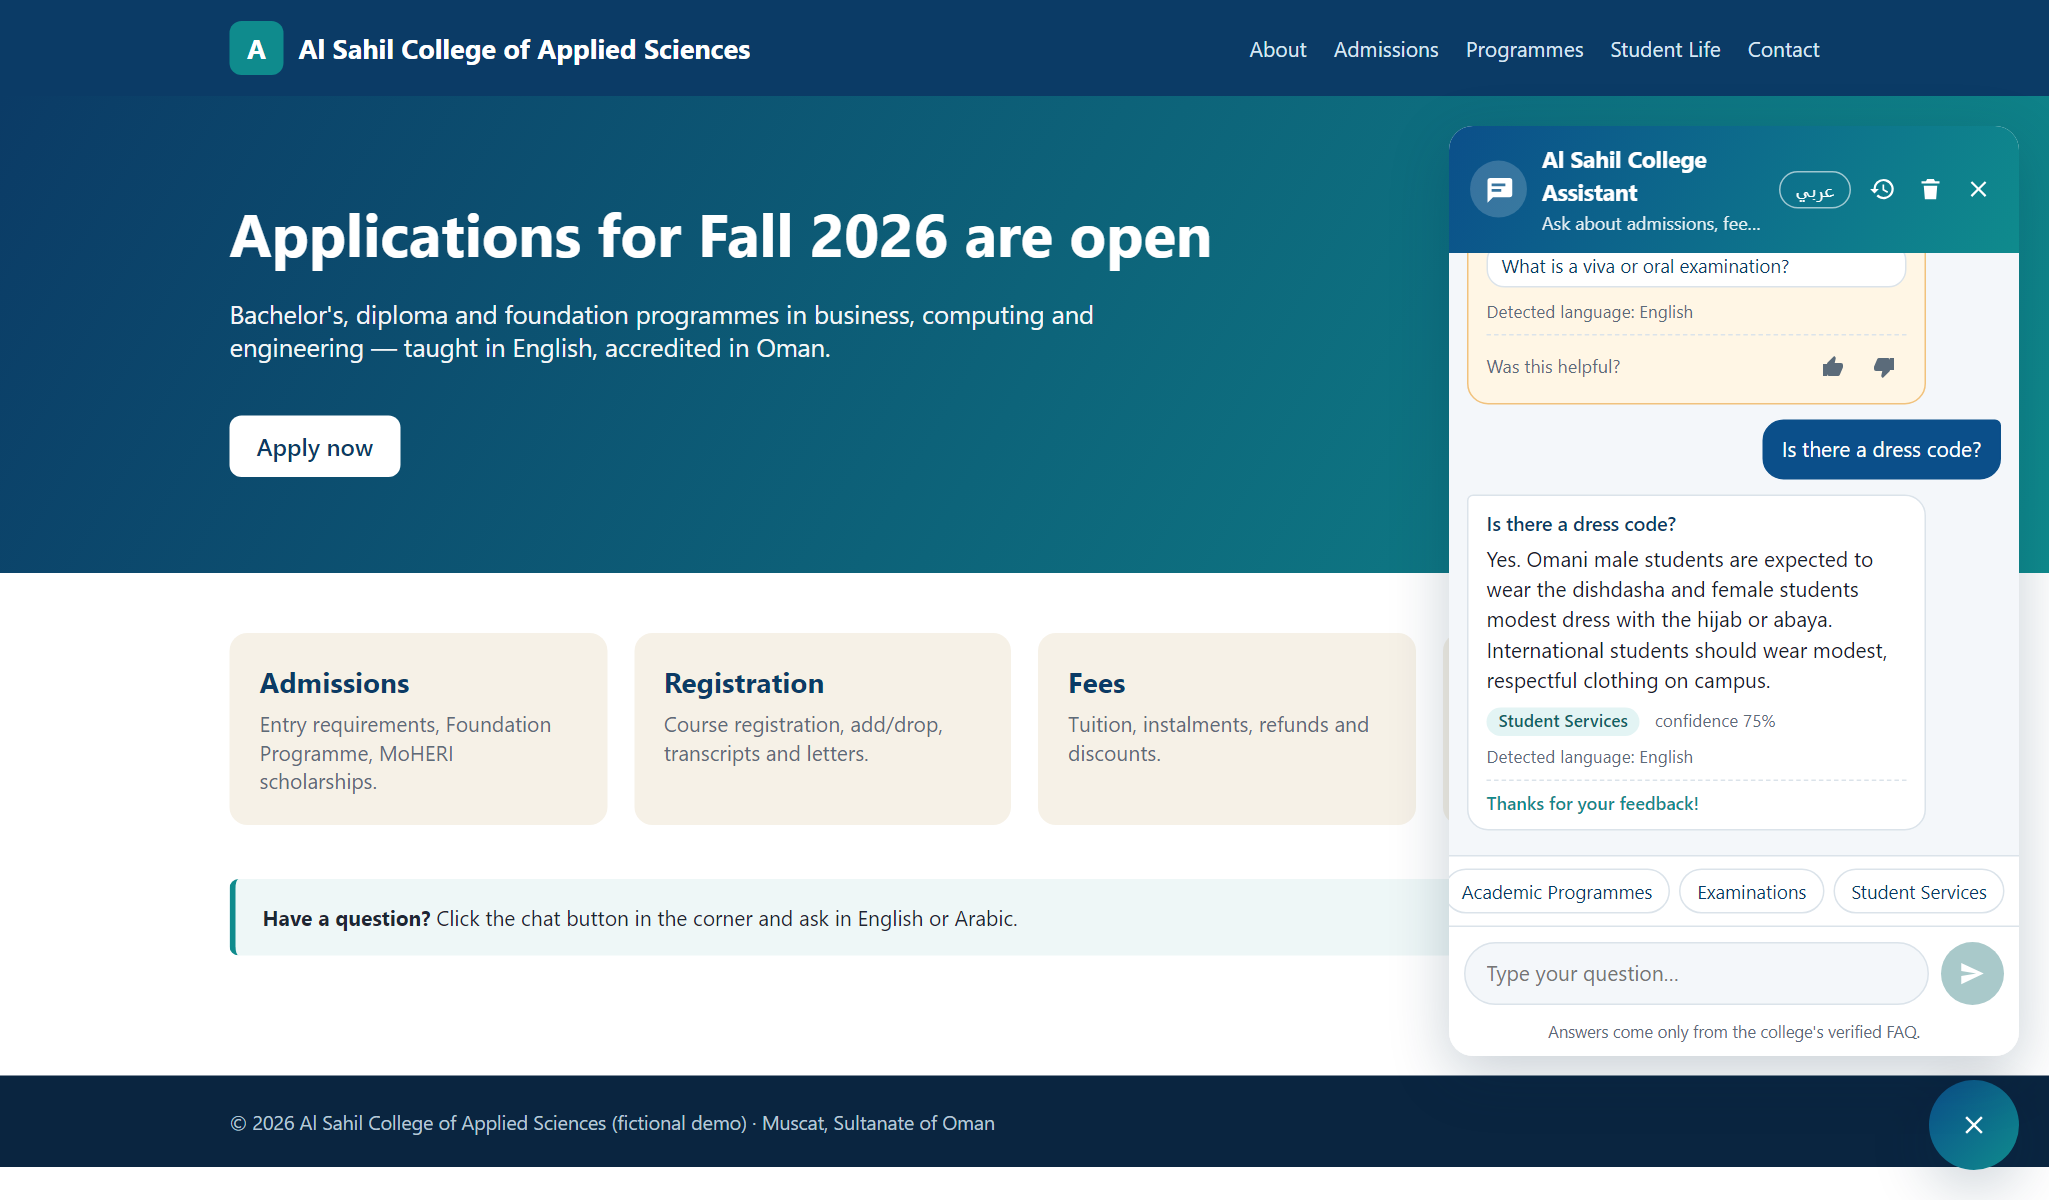 A
Al Sahil College of Applied Sciences
About
Admissions
Programmes
Student Life
Contact
Applications for Fall 2026 are open
Bachelor's, diploma and foundation programmes in business, computing and
engineering — taught in English, accredited in Oman.
Apply now
Admissions
Entry requirements, Foundation
Programme, MoHERI
scholarships.
Registration
Course registration, add/drop,
transcripts and letters.
Fees
Tuition, instalments, refunds and
discounts.
Have a question? Click the chat button in the corner and ask in English or Arabic.
© 2026 Al Sahil College of Applied Sciences (fictional demo) · Muscat, Sultanate of Oman
Al Sahil College
Assistant
Ask about admissions, fee...
عربي
What is a viva or oral examination?
Detected language: English
Was this helpful?
Is there a dress code?
Is there a dress code?
Yes. Omani male students are expected to
wear the dishdasha and female students
modest dress with the hijab or abaya.
International students should wear modest,
respectful clothing on campus.
Student Services
confidence 75%
Detected language: English
Thanks for your feedback!
Academic Programmes
Examinations
Student Services
Type your question...
Answers come only from the college's verified FAQ.